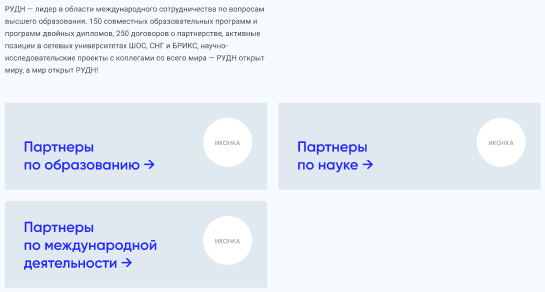 РУДН — лидер в области международного сотрудничества по вопросам
высшего образования. 150 совместных образовательных программ и
программ двойных дипломов, 250 договоров о партнерстве, активные
позиции в сетевых университетах ШОС, СНГ и БРИКС, научно-
исследовательские проекты с коллегами со всего мира — РУДН открыт
миру, а мир открыт РУДН!
Партнеры
по образованию →
ИКОНКА
Партнеры
по науке →
ИКОНКА
Партнеры
по международной
деятельности →
ИКОНКА